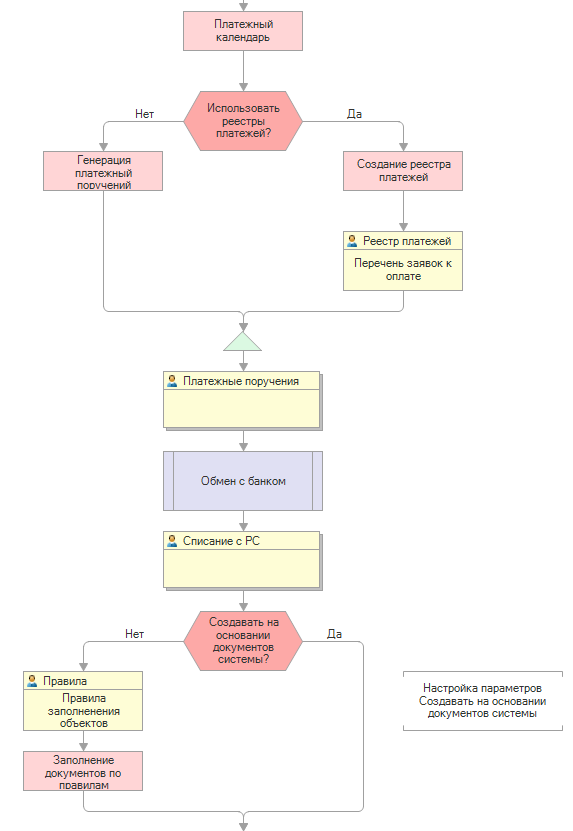 Платежный
календарь
Использовать
реестры
платежей?
Нет
Да
Генерация
платежный
поручений
Создание реестра
платежей
Реестр платежей
Перечень заявок к
оплате
Платежные поручения
Обмен с банком
Списание с РС
Создавать на
основании
документов
системы?
Нет
Да
Правила
Правила
заполненения
объектов
Настройка параметров
Создавать на основании
документов системы
Заполнение
документов по
правилам